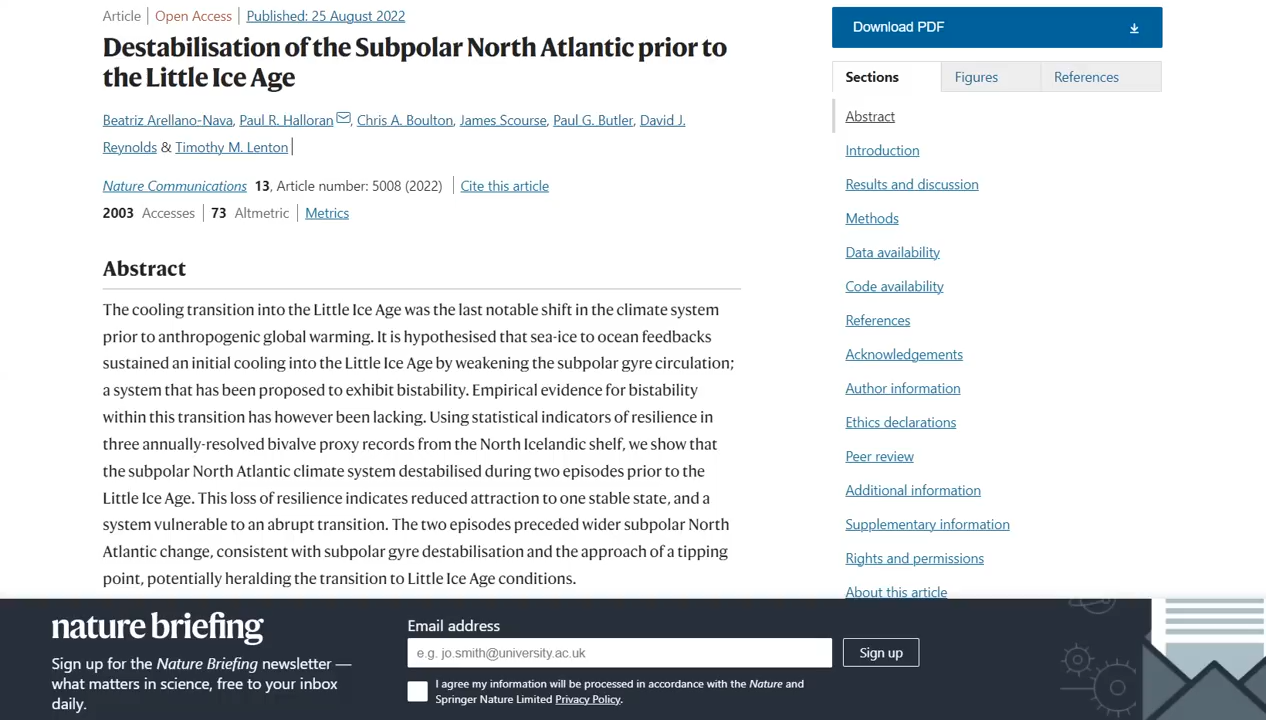 Article | Open Access | Published: 25 August 2022
Destabilisation of the Subpolar North Atlantic prior to
the Little Ice Age
Beatriz Arellano-Nava, Paul R. Halloran, Chris A. Boulton, James Scourse, Paul G. Butler, David J.
Reynolds & Timothy M. Lenton
Nature Communications 13, Article number: 5008 (2022) | Cite this article
2003 Accesses | 73 Altmetric | Metrics
Abstract
The cooling transition into the Little Ice Age was the last notable shift in the climate system
prior to anthropogenic global warming. It is hypothesised that sea-ice to ocean feedbacks
sustained an initial cooling into the Little Ice Age by weakening the subpolar gyre circulation;
a system that has been proposed to exhibit bistability. Empirical evidence for bistability
within this transition has however been lacking. Using statistical indicators of resilience in
three annually-resolved bivalve proxy records from the North Icelandic shelf, we show that
the subpolar North Atlantic climate system destabilised during two episodes prior to the
Little Ice Age. This loss of resilience indicates reduced attraction to one stable state, and a
system vulnerable to an abrupt transition. The two episodes preceded wider subpolar North
Atlantic change, consistent with subpolar gyre destabilisation and the approach of a tipping
point, potentially heralding the transition to Little Ice Age conditions.
Download PDF
Sections Figures References
Abstract
Introduction
Results and discussion
Methods
Data availability
Code availability
References
Acknowledgements
Author information
Ethics declarations
Peer review
Additional information
Supplementary information
Rights and permissions
About this article
nature briefing
Sign up for the Nature Briefing newsletter —
what matters in science, free to your inbox
daily.
Email address
e.g. jo.smith@university.ac.uk
Sign up
I agree my information will be processed in accordance with the Nature and
Springer Nature Limited Privacy Policy.